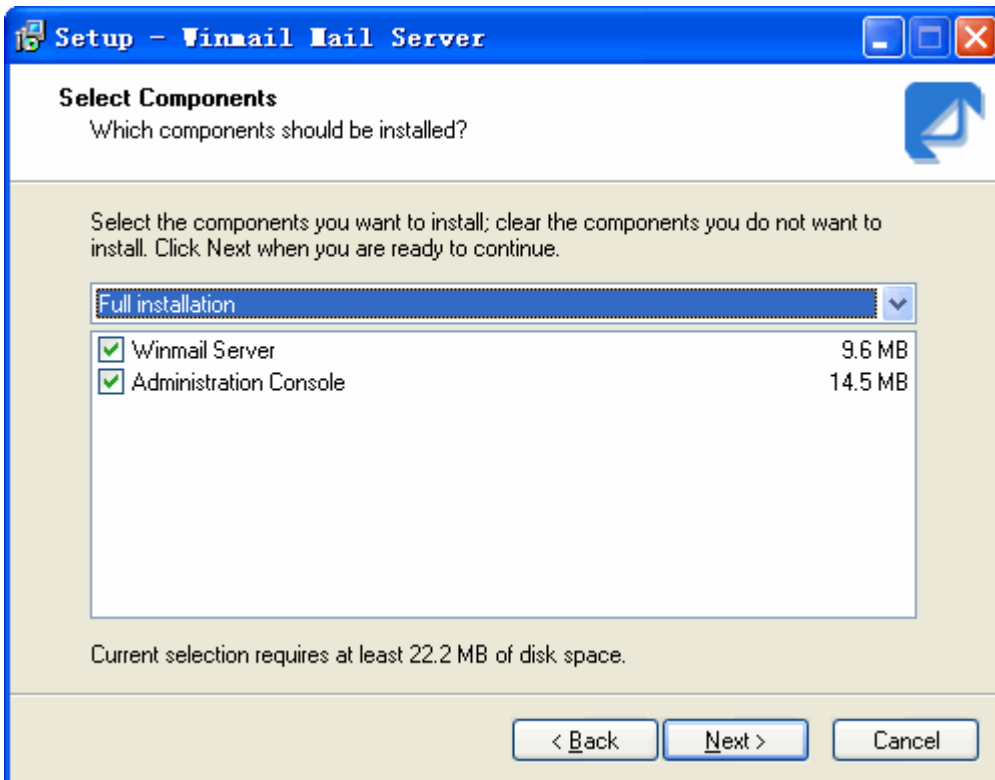 Setup - Winmail Mail Server
Select Components
Which components should be installed?
Select the components you want to install; clear the components you do not want to
install. Click Next when you are ready to continue.
Full installation
Winmail Server 9.6 MB
Administration Console 14.5 MB
Current selection requires at least 22.2 MB of disk space.
< Back Next > Cancel